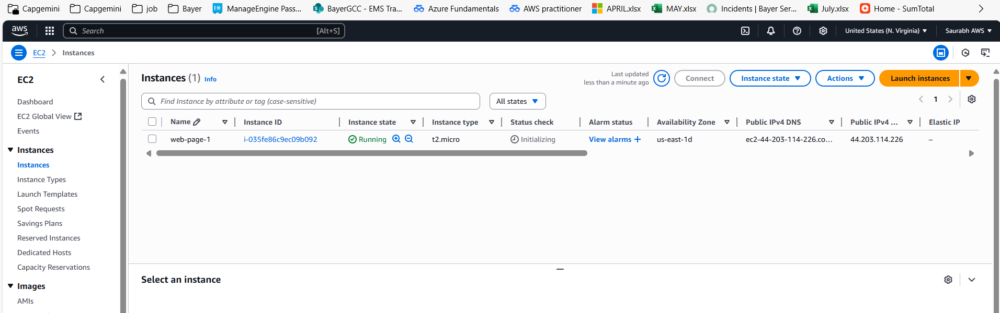 Capgemini Capgemini job Bayer ManageEngine Pass... BayerGCC - EMS Tra... Azure Fundamentals AWS practitioner APRIL.xlsx MAY.xlsx Incidents | Bayer Ser... July.xlsx Home - SumTotal
aws Search [Alt+S] United States (N. Virginia) Saurabh AWS
EC2 Instances
EC2
Dashboard
EC2 Global View
Events
Instances
Instances
Instance Types
Launch Templates
Spot Requests
Savings Plans
Reserved Instances
Dedicated Hosts
Capacity Reservations
Images
AMIs
Instances (1) Info
Last updated
less than a minute ago
Connect Instance state Actions Launch instances
Find Instance by attribute or tag (case-sensitive) All states 1
Name Instance ID Instance state Instance type Status check Alarm status Availability Zone Public IPv4 DNS Public IPv4 ... Elastic IP
web-page-1 i-035fe86c9ec09b092 Running t2.micro Initializing View alarms + us-east-1d ec2-44-203-114-226.co... 44.203.114.226 –
Select an instance